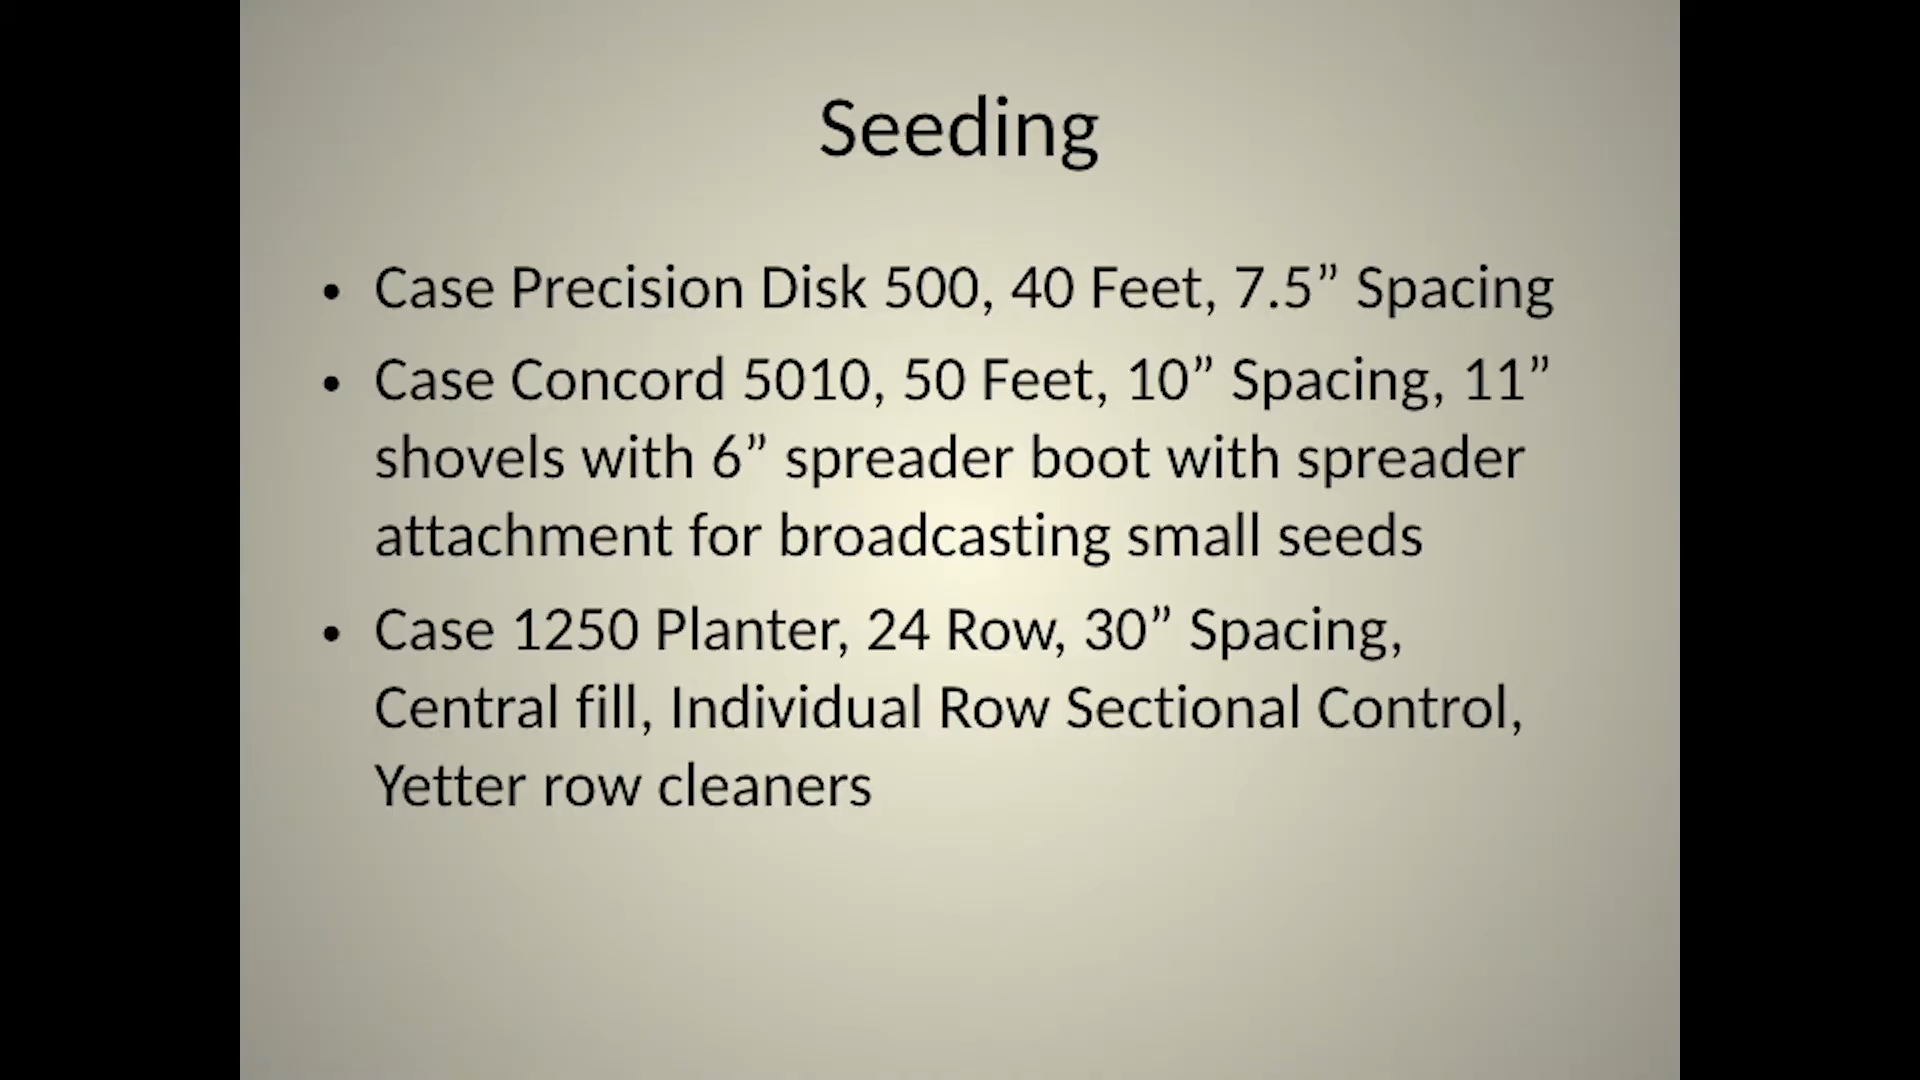 Seeding
• Case Precision Disk 500, 40 Feet, 7.5” Spacing
• Case Concord 5010, 50 Feet, 10” Spacing, 11”
shovels with 6” spreader boot with spreader
attachment for broadcasting small seeds
• Case 1250 Planter, 24 Row, 30” Spacing,
Central fill, Individual Row Sectional Control,
Yetter row cleaners